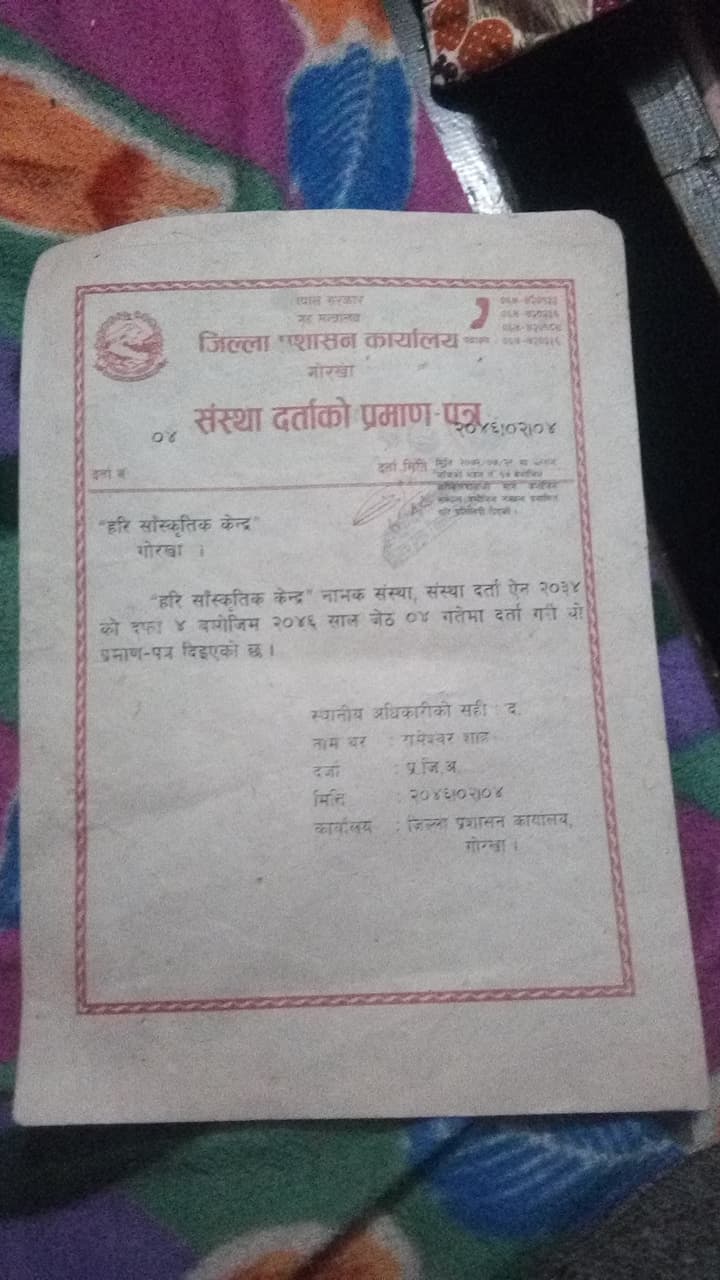 नेपाल सरकार
गृह मन्त्रालय
जिल्ला प्रशासन कार्यालय
गोरखा
संस्था दर्ताको प्रमाण-पत्र
०४
२०४६।०२।०४
दर्ता नं
दर्ता मिति
"हरि साँस्कृतिक केन्द्र"
गोरखा ।
"हरि साँस्कृतिक केन्द्र" नामक संस्था, संस्था दर्ता ऐन २०३४
को दफा ४ बमोजिम २०४६ साल जेठ ०४ गतेमा दर्ता गरी यो
प्रमाण-पत्र दिइएको छ ।
स्थानीय अधिकारीको सही : द.
नाम थर : रामेश्वर
दर्जा : प्र.जि.अ.
मिति : २०४६।०२।०४
कार्यालय : जिल्ला प्रशासन कार्यालय,
गोरखा ।